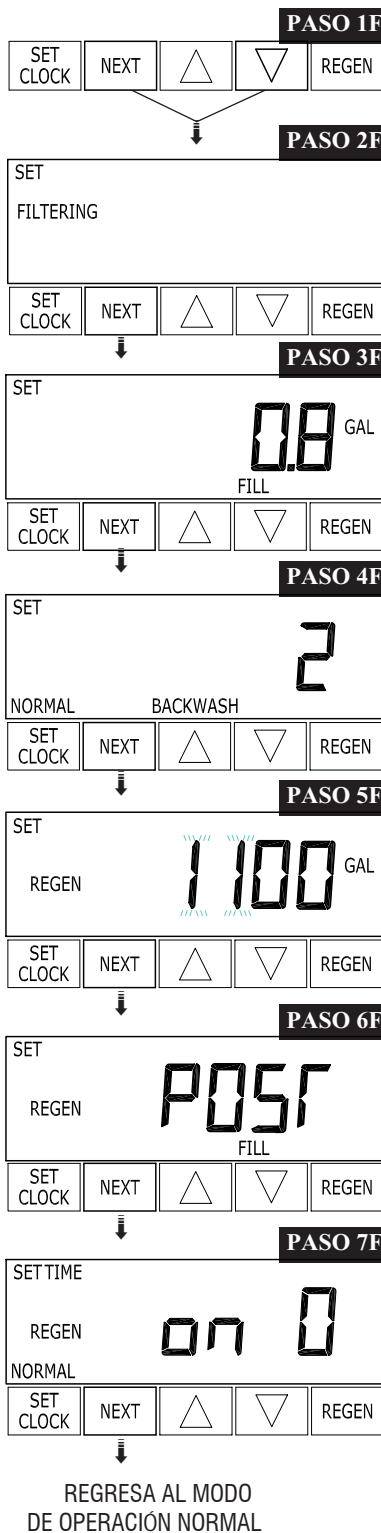 PASO 1F
SET CLOCK NEXT REGEN
PASO 2F
SET
FILTERING
SET CLOCK NEXT REGEN
PASO 3F
SET
0.8 GAL
FILL
SET CLOCK NEXT REGEN
PASO 4F
SET
2
NORMAL BACKWASH
SET CLOCK NEXT REGEN
PASO 5F
SET
REGEN 1100 GAL
SET CLOCK NEXT REGEN
PASO 6F
SET
REGEN POST
FILL
SET CLOCK NEXT REGEN
PASO 7F
SET TIME
REGEN on 0
NORMAL
SET CLOCK NEXT REGEN
REGRESA AL MODO
DE OPERACIÓN NORMAL